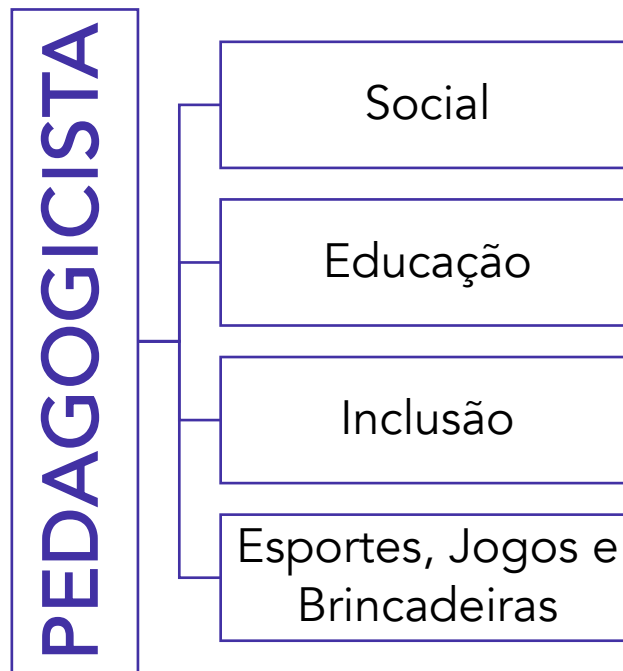 PEDAGOGICISTA
Social
Educação
Inclusão
Esportes, Jogos e
Brincadeiras